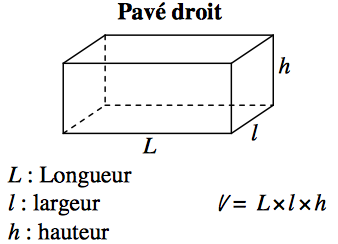 Pavé droit
h
l
L
L : Longueur
l : largeur
V = L×l×h
h : hauteur